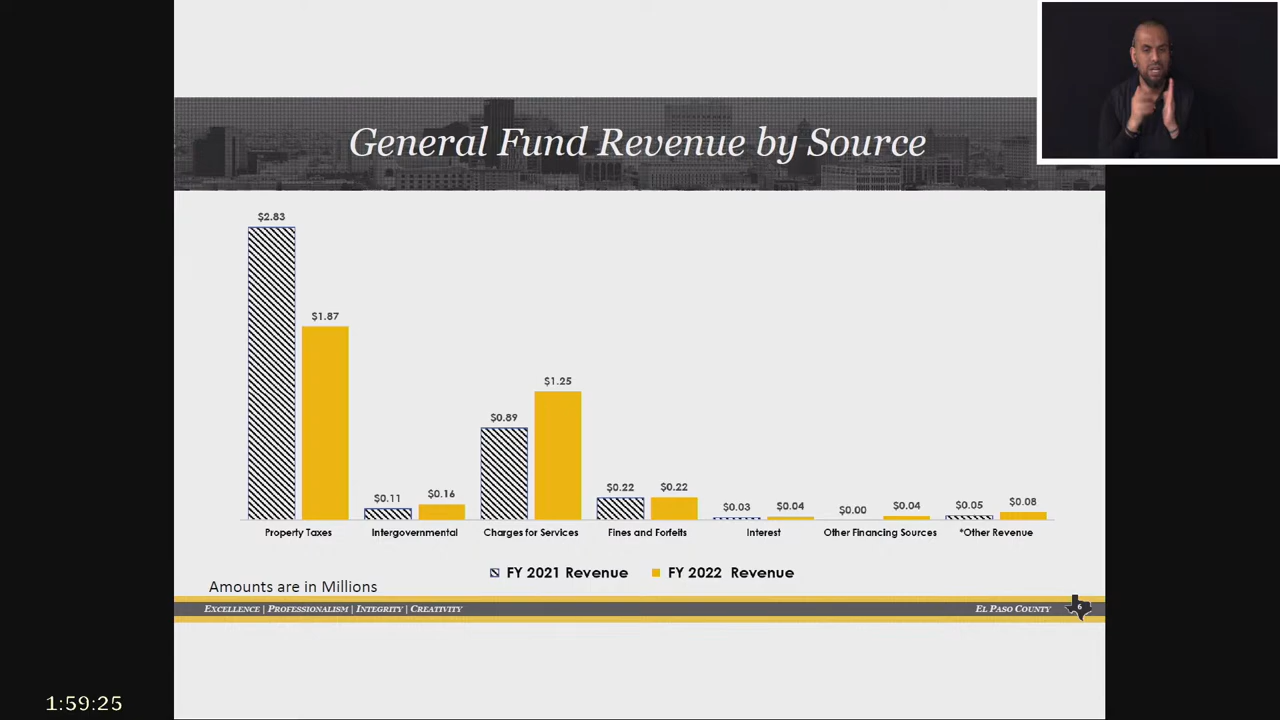 General Fund Revenue by Source
$2.83
$1.87
$0.11
$0.16
$0.89
$1.25
$0.22
$0.22
$0.03
$0.04
$0.00
$0.04
$0.05
$0.08
Property Taxes
Intergovernmental
Charges for Services
Fines and Forfeits
Interest
Other Financing Sources
*Other Revenue
FY 2021 Revenue
FY 2022 Revenue
Amounts are in Millions
Excellence | Professionalism | Integrity | Creativity
El Paso County
6
1:59:25